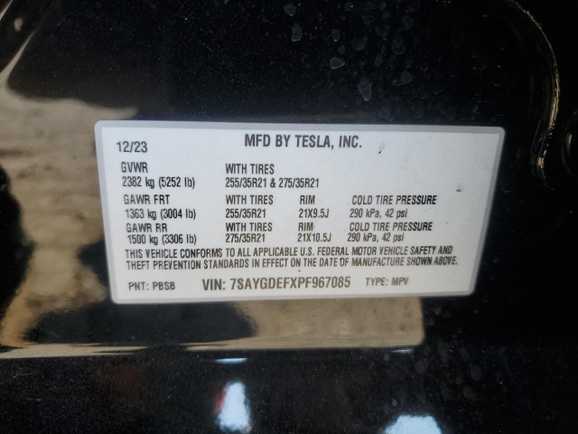 12/23 MFD BY TESLA, INC.
GVWR WITH TIRES
2382 kg (5252 lb) 255/35R21 & 275/35R21
GAWR FRT WITH TIRES RIM COLD TIRE PRESSURE
1363 kg (3004 lb) 255/35R21 21X9.5J 290 kPa, 42 psi
GAWR RR WITH TIRES RIM COLD TIRE PRESSURE
1500 kg (3306 lb) 275/35R21 21X10.5J 290 kPa, 42 psi
THIS VEHICLE CONFORMS TO ALL APPLICABLE U.S. FEDERAL MOTOR VEHICLE SAFETY AND
THEFT PREVENTION STANDARDS IN EFFECT ON THE DATE OF MANUFACTURE SHOWN ABOVE.
PNT: PBSB VIN: 7SAYGDEFXPF967085 TYPE: MPV